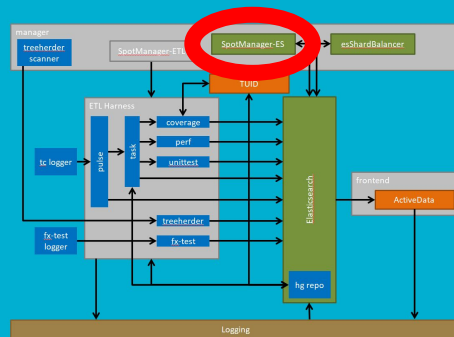 manager
treeherder
scanner
SpotManager-ETL
SpotManager-ES
esShardBalancer
TUID
ETL Harness
pulse
task
coverage
perf
unittest
tc logger
treeherder
fx-test
logger
fx-test
Elasticsearch
hg repo
frontend
ActiveData
Logging